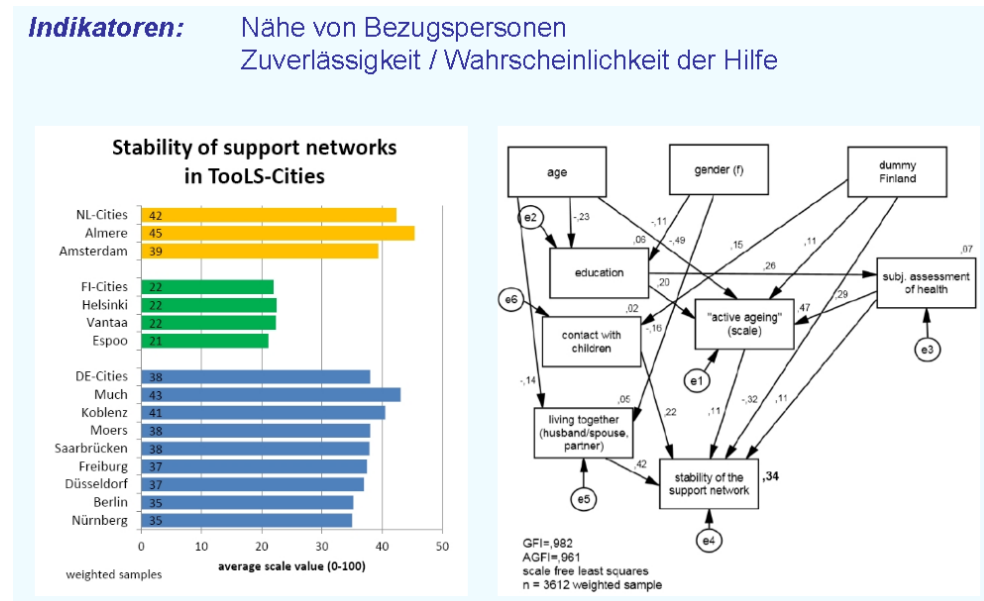 Indikatoren: Nähe von Bezugspersonen
Zuverlässigkeit / Wahrscheinlichkeit der Hilfe
Stability of support networks
in TooLS-Cities
NL-Cities 42
Almere 45
Amsterdam 39
FI-Cities 22
Helsinki 22
Vantaa 22
Espoo 21
DE-Cities 38
Much 43
Koblenz 41
Moers 38
Saarbrücken 38
Freiburg 37
Düsseldorf 37
Berlin 35
Nürnberg 35
0 10 20 30 40 50
average scale value (0-100)
weighted samples
age
gender (f)
dummy
Finland
e2
-,23
-,11
,06
-,49
,15
,11
,07
education
,26
subj. assessment
of health
,20
e6
,02
"active ageeing"
(scale)
,47
,29
contact with
children
-,16
e3
e1
-,14
,05
,22
,11
-,32
,11
living together
(husband/spouse,
partner)
,42
stability of the
support network
,34
e5
e4
GFI=,982
AGFI=,961
scale free least squares
n = 3612 weighted sample